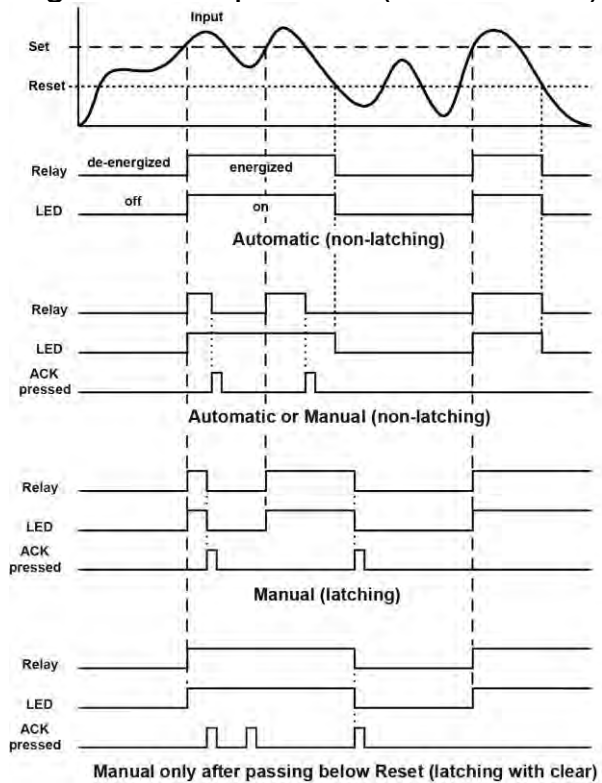 Input
Set
Reset
Relay de-energized energized
LED off on
Automatic (non-latching)
Relay
LED
ACK
pressed
Automatic or Manual (non-latching)
Relay
LED
ACK
pressed
Manual (latching)
Relay
LED
ACK
pressed
Manual only after passing below Reset (latching with clear)